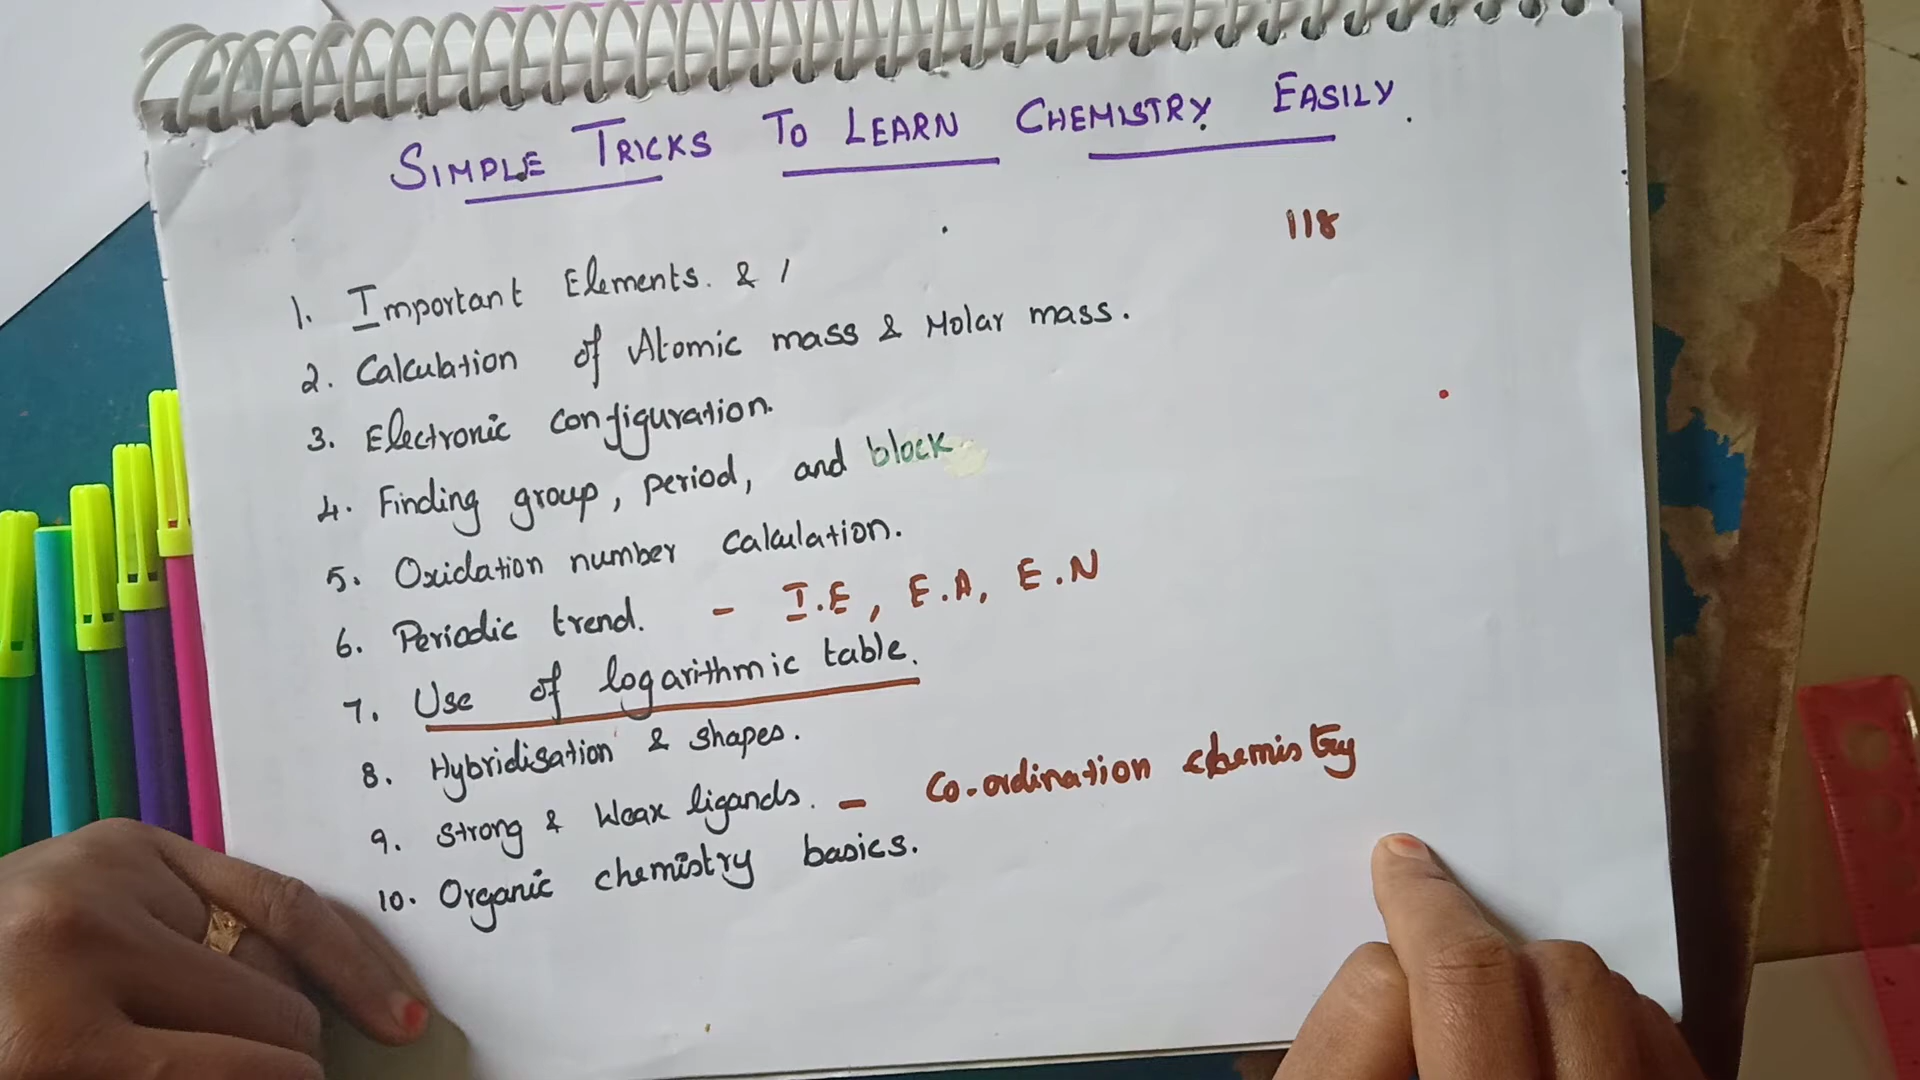 SIMPLE TRICKS TO LEARN CHEMISTRY EASILY.
118
1. Important Elements. & /
2. Calculation of Atomic mass & Molar mass.
3. Electronic configuration.
4. Finding group, period, and block
5. Oxidation number calculation.
6. Periodic trend. - I.E, E.A, E.N
7. Use of logarithmic table.
8. Hybridisation & shapes.
9. Strong & Weak ligands. - Co-ordination chemistry
10. Organic chemistry basics.